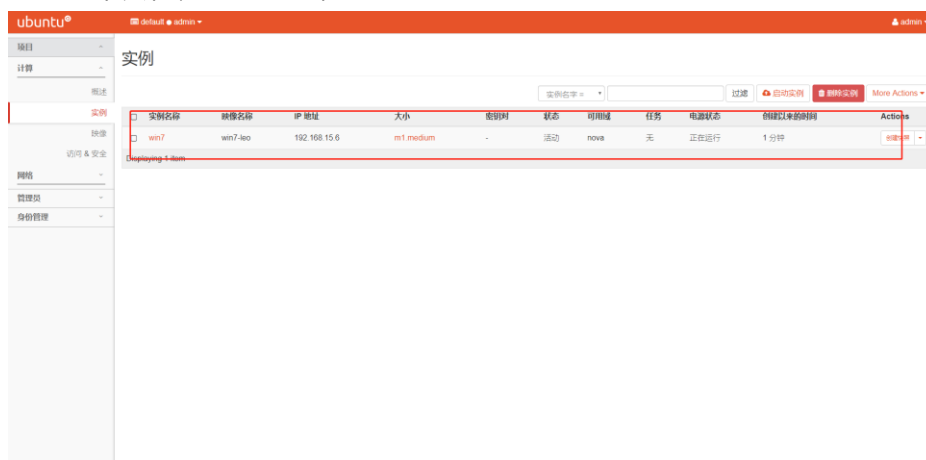 ubuntu®
default admin
admin
项目
计算
概述
实例
映像
访问 & 安全
网络
管理员
身份管理
实例
实例名字 =
过滤
启动实例
删除实例
More Actions
实例名称 映像名称 IP 地址 大小 密钥对 状态 可用域 任务 电源状态 创建以来的时间 Actions
win7 win7-leo 192.168.15.6 m1.medium - 活动 nova 无 正在运行 1 分钟 创建快照
Displaying 1 item